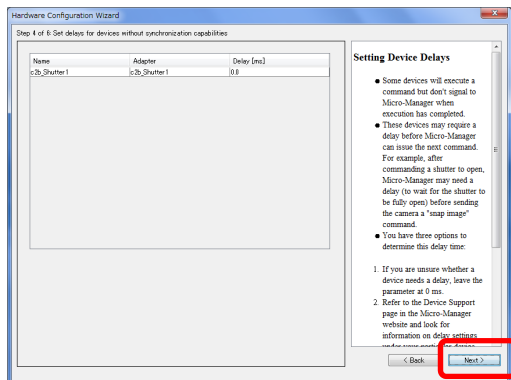 Hardware Configuration Wizard
Step 4 of 6: Set delays for devices without synchronization capabilities
Name Adapter Delay [ms]
c2b_Shutter1 c2b_Shutter1 0.8
Setting Device Delays
● Some devices will execute a
command but don't signal to
Micro-Manager when
execution has completed.
● These devices may require a
delay before Micro-Manager
can issue the next command.
For example, after
commanding a shutter to open,
Micro-Manager may need a
delay (to wait for the shutter to
be fully open) before sending
the camera a "snap image"
command.
● You have three options to
determine this delay time:
1. If you are unsure whether a
device needs a delay, leave the
parameter at 0 ms.
2. Refer to the Device Support
page in the Micro-Manager
website and look for
information on delay settings
< Back Next >